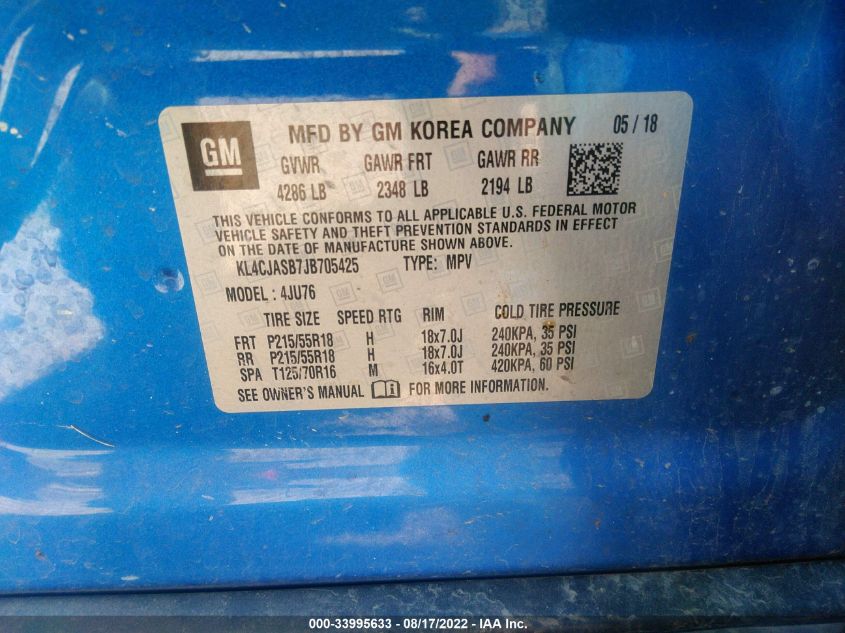 GM
MFD BY GM KOREA COMPANY 05 / 18
GVWR GAWR FRT GAWR RR
4286 LB 2348 LB 2194 LB
THIS VEHICLE CONFORMS TO ALL APPLICABLE U.S. FEDERAL MOTOR
VEHICLE SAFETY AND THEFT PREVENTION STANDARDS IN EFFECT
ON THE DATE OF MANUFACTURE SHOWN ABOVE.
KL4CJASB7JB705425 TYPE: MPV
MODEL : 4JU76
TIRE SIZE SPEED RTG RIM COLD TIRE PRESSURE
FRT P215/55R18 H 18x7.0J 240KPA, 35 PSI
RR P215/55R18 H 18x7.0J 240KPA, 35 PSI
SPA T125/70R16 M 16x4.0T 420KPA, 60 PSI
SEE OWNER'S MANUAL FOR MORE INFORMATION.
000-33995633 - 08/17/2022 - IAA Inc.